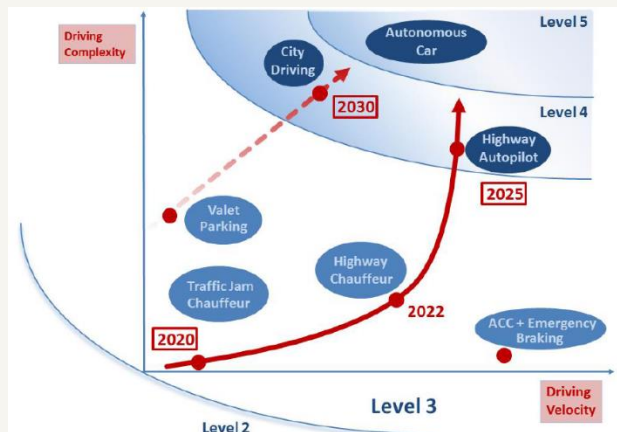 Driving
Complexity
Level 5
Autonomous
Car
City
Driving
2030
Level 4
Highway
Autopilot
2025
Valet
Parking
Highway
Chauffeur
Traffic Jam
Chauffeur
2022
ACC + Emergency
Braking
2020
Driving
Velocity
Level 3
Level 2